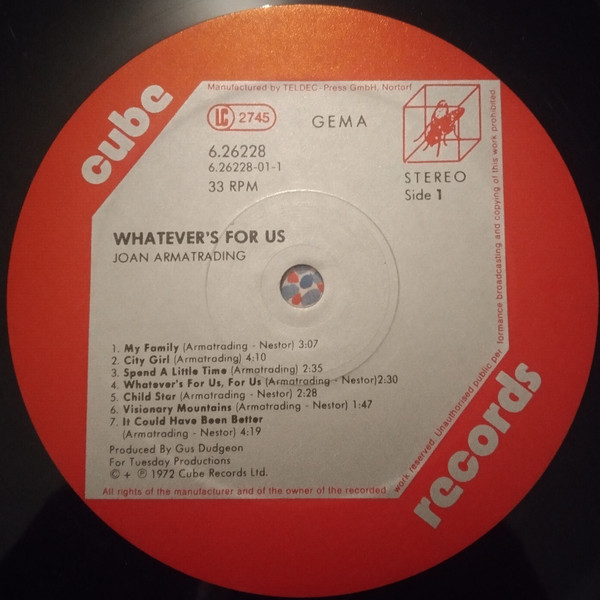 cube
Manufactured by TELDEC-Press GmbH, Nortorf
LC 2745
GEMA
6.26228
6.26228-01-1
33 RPM
STEREO
Side 1
WHATEVER'S FOR US
JOAN ARMATRADING
1. My Family (Armatrading - Nestor) 3:07
2. City Girl (Armatrading) 4:10
3. Spend A Little Time (Armatrading) 2:35
4. Whatever's For Us, For Us (Armatrading - Nestor)2:30
5. Child Star (Armatrading - Nestor) 2:28
6. Visionary Mountains (Armatrading - Nestor) 1:47
7. It Could Have Been Better
(Armatrading - Nestor) 4:19
Produced By Gus Dudgeon
For Tuesday Productions
© + ℗ 1972 Cube Records Ltd.
All rights of the manufacturer and of the owner of the recorded
work reserved. Unauthorised public per
formance broadcasting and copying of this work prohibited
records